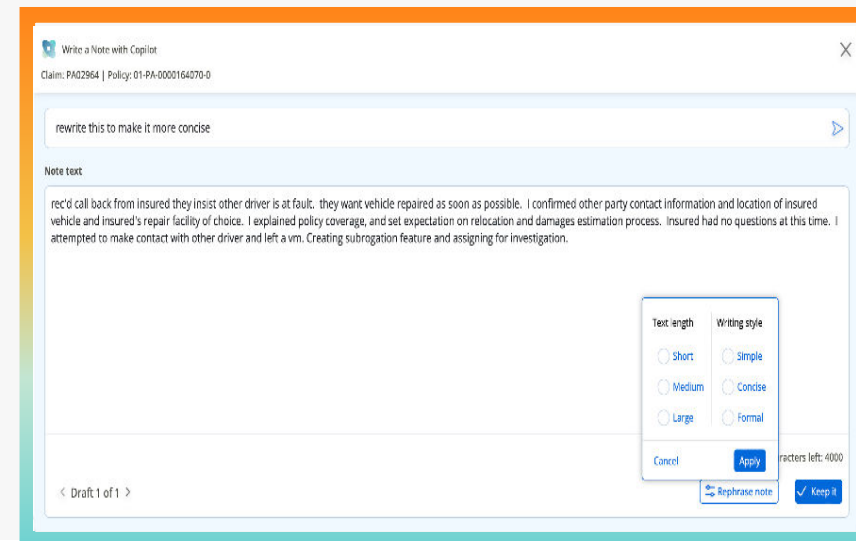 Write a Note with Copilot
X
Claim: PA02964 | Policy: 01-PA-0000164070-0
rewrite this to make it more concise
Note text
rec'd call back from insured they insist other driver is at fault. they want vehicle repaired as soon as possible. I confirmed other party contact information and location of insured
vehicle and insured's repair facility of choice. I explained policy coverage, and set expectation on relocation and damages estimation process. Insured had no questions at this time. I
attempted to make contact with other driver and left a vm. Creating subrogation feature and assigning for investigation.
Text length Writing style
Short Simple
Medium Concise
Large Formal
Cancel Apply
racters left: 4000
< Draft 1 of 1 >
Rephrase note Keep it